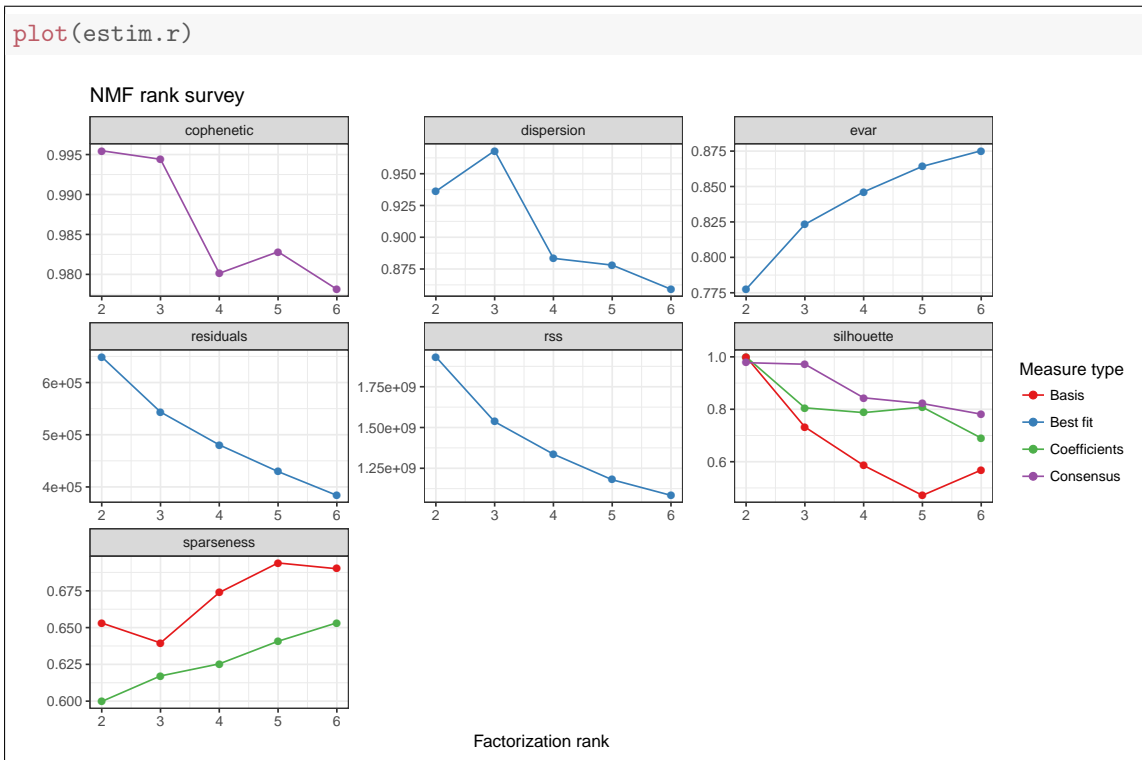 plot(estim.r)
NMF rank survey
cophenetic
0.995
0.990
0.985
0.980
2 3 4 5 6
dispersion
0.950
0.925
0.900
0.875
2 3 4 5 6
evar
0.875
0.850
0.825
0.800
0.775
2 3 4 5 6
residuals
6e+05
5e+05
4e+05
2 3 4 5 6
rss
1.75e+09
1.50e+09
1.25e+09
2 3 4 5 6
silhouette
1.0
0.8
0.6
2 3 4 5 6
Measure type
Basis
Best fit
Coefficients
Consensus
sparseness
0.675
0.650
0.625
0.600
2 3 4 5 6
Factorization rank